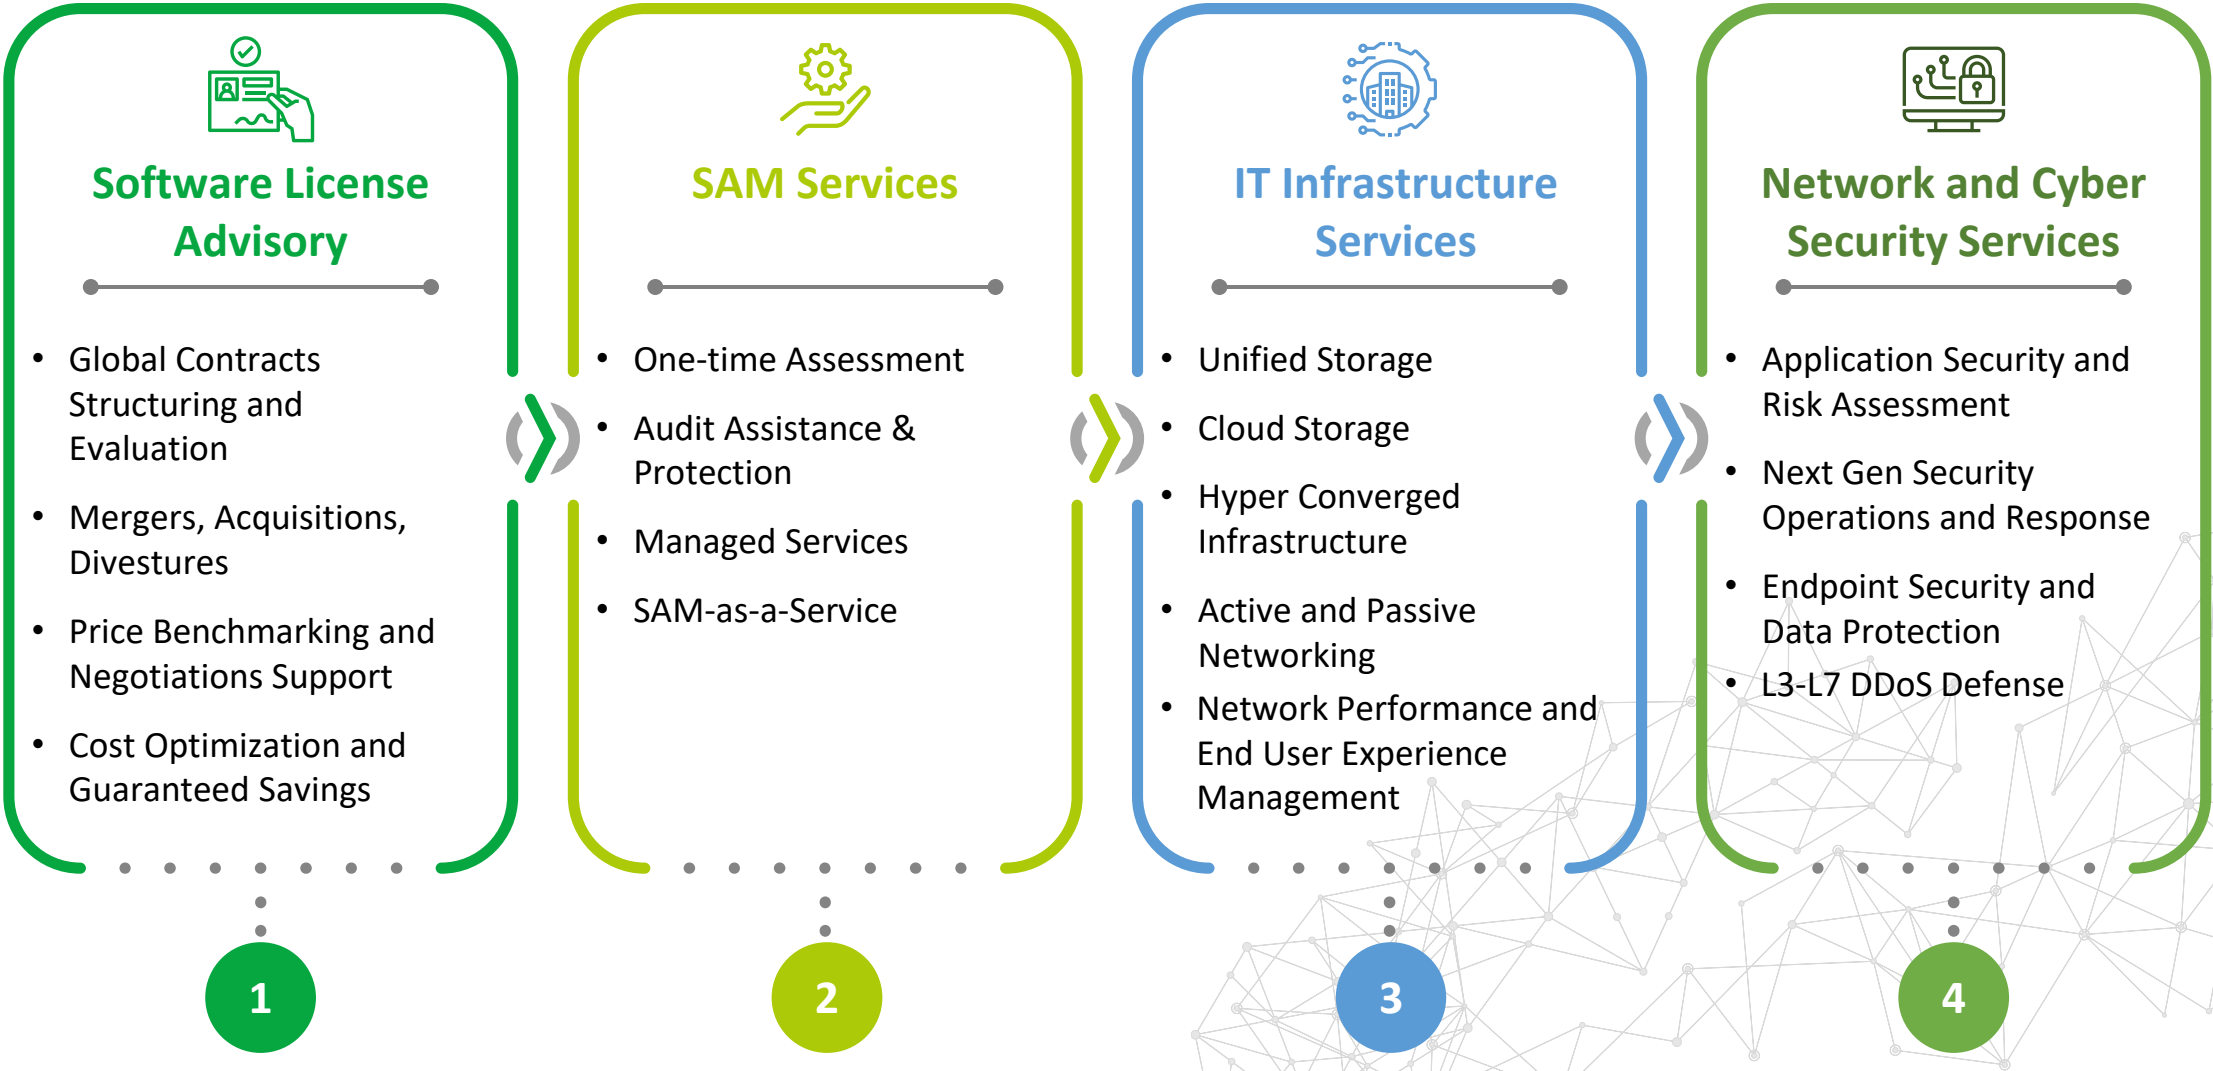 Software License
Advisory
• Global Contracts
Structuring and
Evaluation
• Mergers, Acquisitions,
Divestures
• Price Benchmarking and
Negotiations Support
• Cost Optimization and
Guaranteed Savings
1
SAM Services
• One-time Assessment
• Audit Assistance &
Protection
• Managed Services
• SAM-as-a-Service
2
IT Infrastructure
Services
• Unified Storage
• Cloud Storage
• Hyper Converged
Infrastructure
• Active and Passive
Networking
• Network Performance and
End User Experience
Management
3
Network and Cyber
Security Services
• Application Security and
Risk Assessment
• Next Gen Security
Operations and Response
• Endpoint Security and
Data Protection
• L3-L7 DDoS Defense
4